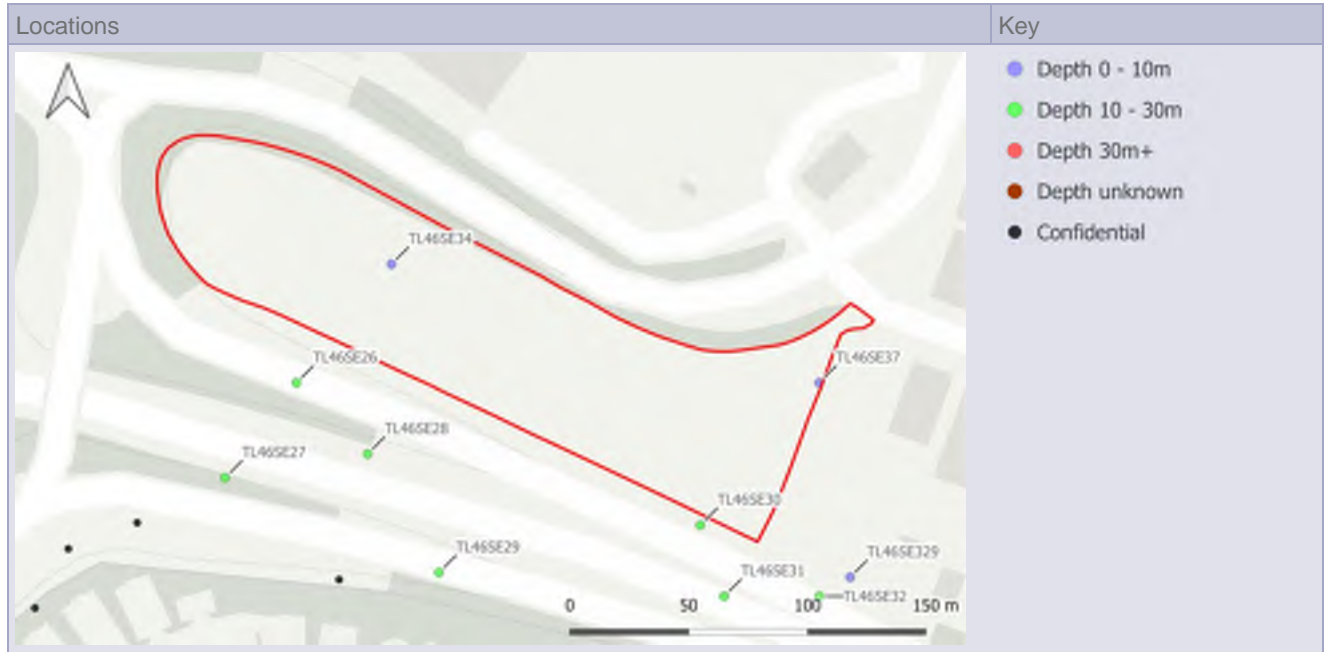 Locations
Key
Depth 0 - 10m
Depth 10 - 30m
Depth 30m+
Depth unknown
Confidential
TL46SE34
TL46SE37
TL46SE26
TL46SE28
TL46SE27
TL46SE30
TL46SE29
TL46SE329
TL46SE31
TL46SE32
0 50 100 150 m